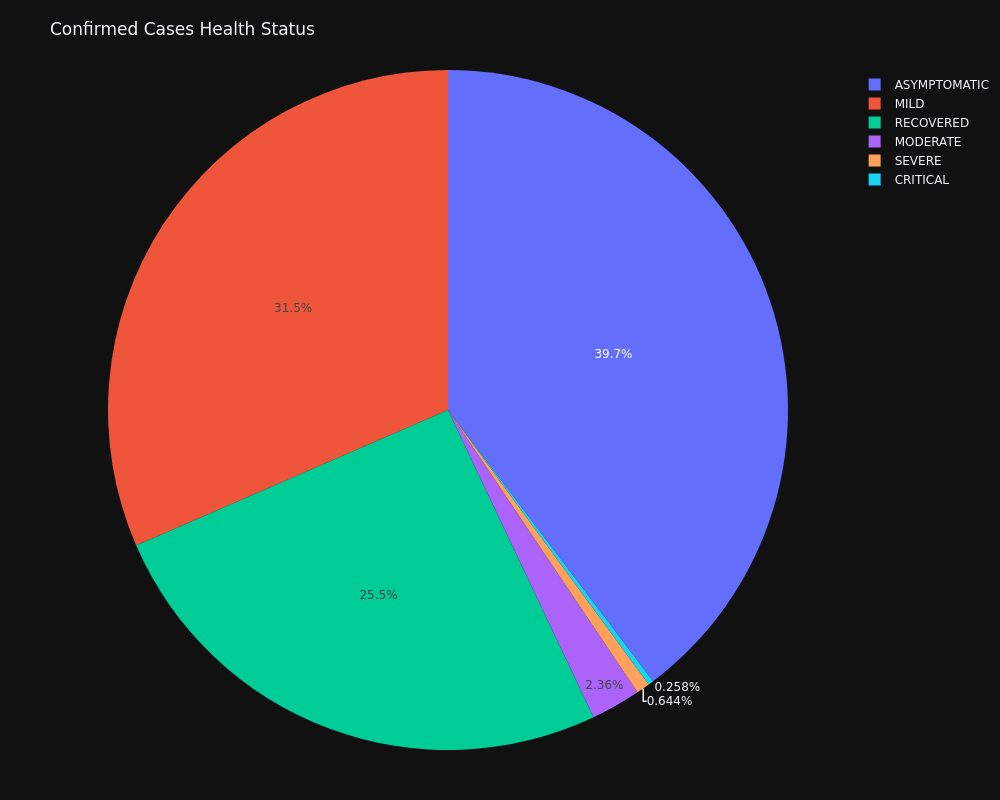 Confirmed Cases Health Status
ASYMPTOMATIC
MILD
RECOVERED
MODERATE
SEVERE
CRITICAL
31.5%
39.7%
25.5%
2.36%
0.258%
0.644%